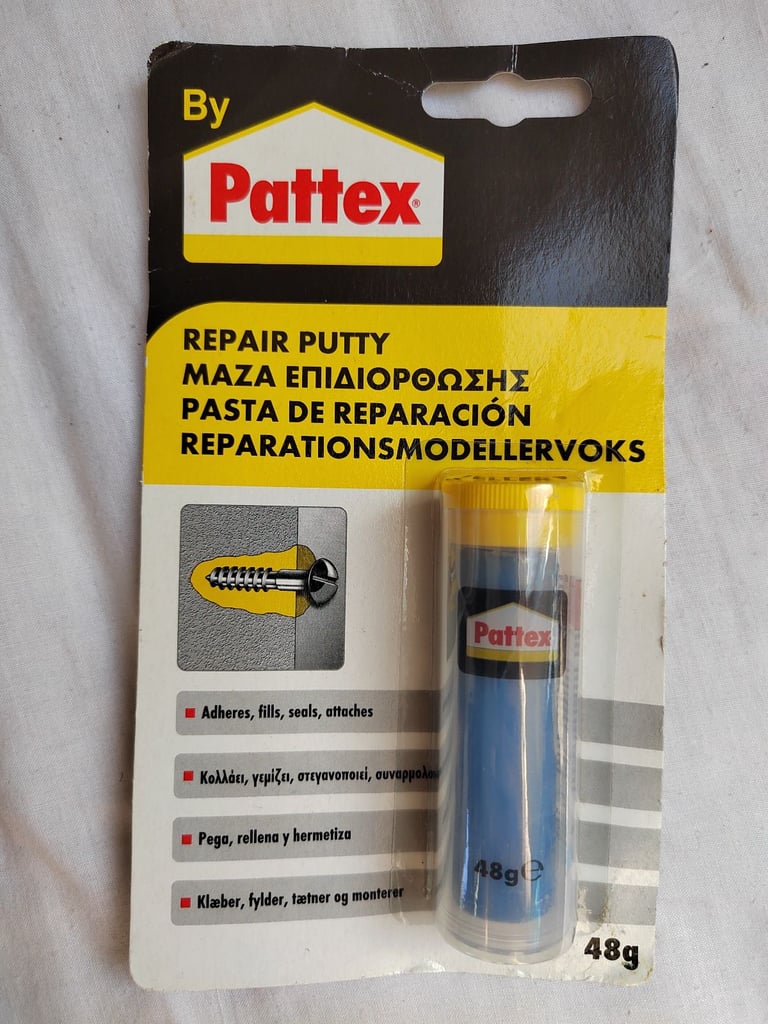 By
Pattex®
REPAIR PUTTY
ΜΑΖΑ ΕΠΙΔΙΟΡΘΩΣΗΣ
PASTA DE REPARACIÓN
REPARATIONSMODELLERVOKS
Pattex
Adheres, fills, seals, attaches
Κολλάει, γεμίζει, στεγανοποιεί,
Pega, rellena y hermetiza
Klæber, fylder, tætner og monterer
48g℮
48g